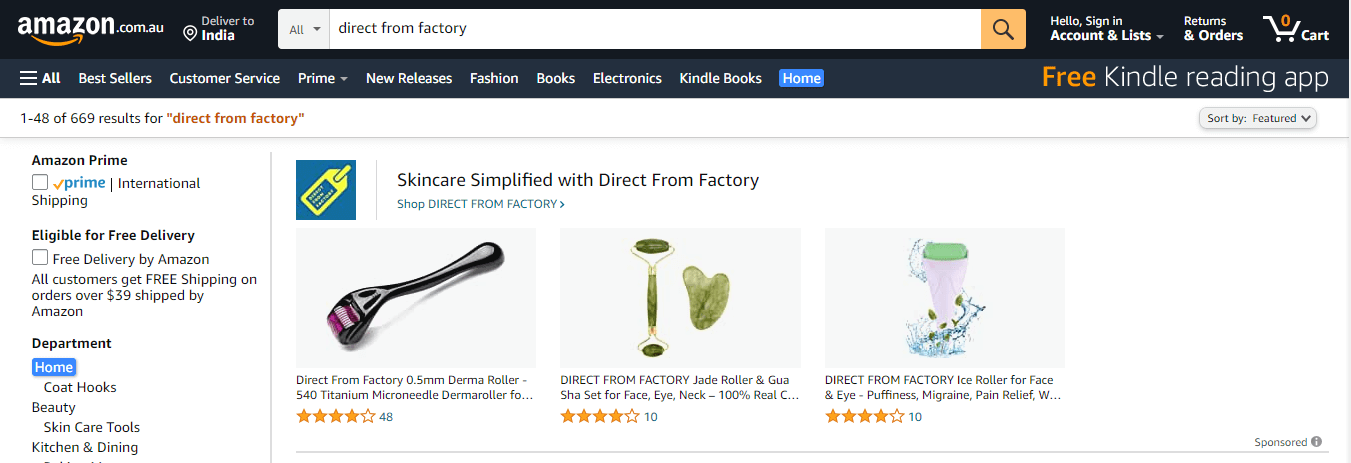 amazon.com.au
Deliver to
India
All
direct from factory
Hello, Sign in
Account & Lists
Returns
& Orders
0
Cart
All
Best Sellers
Customer Service
Prime
New Releases
Fashion
Books
Electronics
Kindle Books
Home
Free Kindle reading app
1-48 of 669 results for "direct from factory"
Sort by: Featured
Amazon Prime
prime | International
Shipping
Eligible for Free Delivery
Free Delivery by Amazon
All customers get FREE Shipping on
orders over $39 shipped by
Amazon
Department
Home
Coat Hooks
Beauty
Skin Care Tools
Kitchen & Dining
DIRECT
FROM
FACTORY
Skincare Simplified with Direct From Factory
Shop DIRECT FROM FACTORY
Direct From Factory 0.5mm Derma Roller -
540 Titanium Microneedle Dermaroller fo...
48
DIRECT FROM FACTORY Jade Roller & Gua
Sha Set for Face, Eye, Neck – 100% Real C...
10
DIRECT FROM FACTORY Ice Roller for Face
& Eye - Puffiness, Migraine, Pain Relief, W...
10
Sponsored